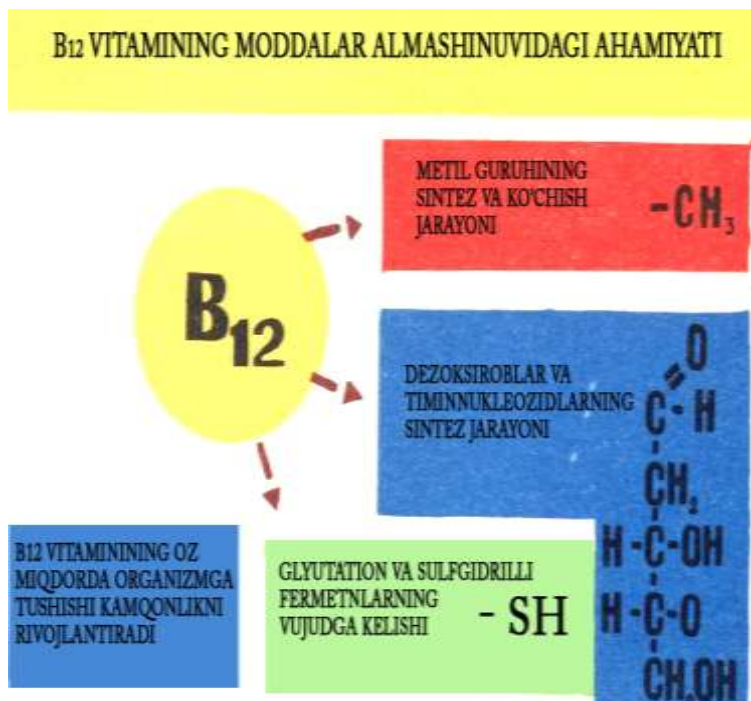 B12 VITAMINING MODDALAR ALMASHINUVIDAGI AHAMIYATI
METIL GURUHINING
SINTEZ VA KO'CHISH
JARAYONI
-CH3
B12
DEZOKSIROBLAR VA
TIMINNUKLEOZIDLARNING
SINTEZ JARAYONI
O
C-H
CH2
H-C-OH
H-C-O
CH2OH
B12 VITAMINING OZ
MIQDORDA ORGANIZMGA
TUSHISHI KAMQONLIKNI
RIVOJLANTIRADI
GLYUTATION VA SULFGIDRILLI
FERMETNLARNING
VUJUDGA KELISHI
- SH